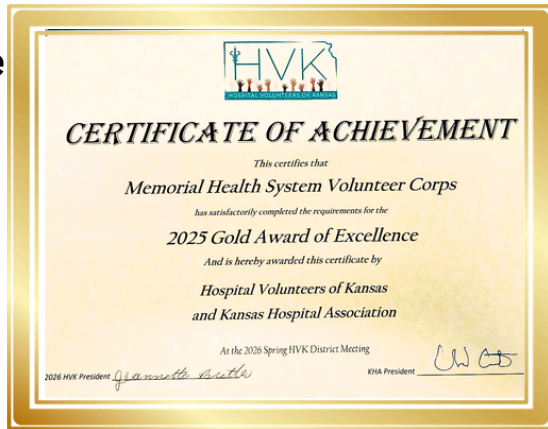 e
HVK
HOSPITAL VOLUNTEERS OF KANSAS
CERTIFICATE OF ACHIEVEMENT
This certifies that
Memorial Health System Volunteer Corps
has satisfactorily completed the requirements for the
2025 Gold Award of Excellence
And is hereby awarded this certificate by
Hospital Volunteers of Kansas
and Kansas Hospital Association
At the 2026 Spring HVK District Meeting
2026 HVK President Jeannette
KHA President